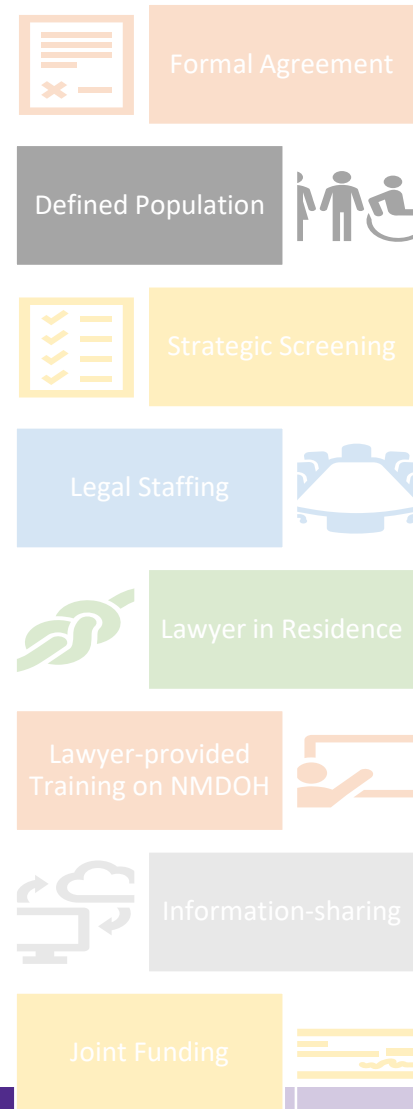 Formal Agreement
Defined Population
Strategic Screening
Legal Staffing
Lawyer in Residence
Lawyer-provided
Training on NMDOH
Information-sharing
Joint Funding